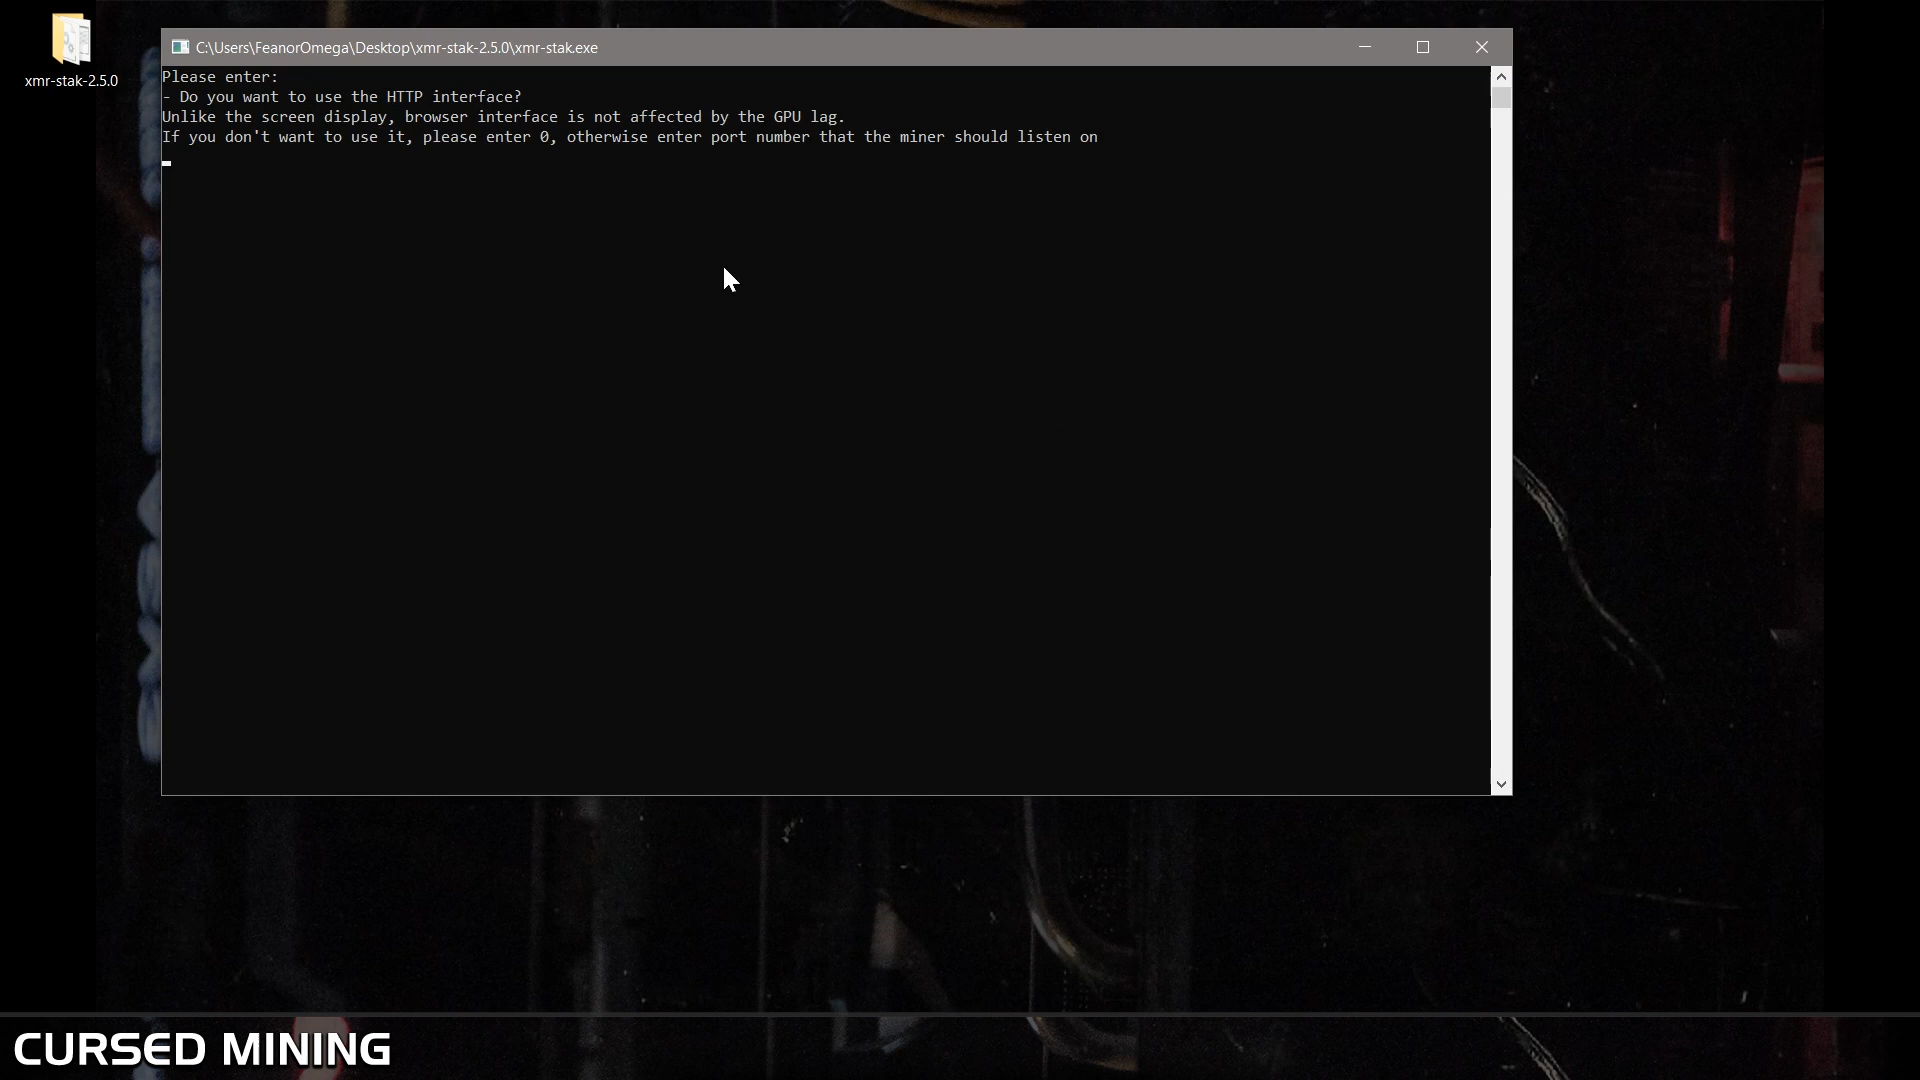 C:\Users\FeanorOmega\Desktop\xmr-stak-2.5.0\xmr-stak.exe
xmr-stak-2.5.0
Please enter:
- Do you want to use the HTTP interface?
Unlike the screen display, browser interface is not affected by the GPU lag.
If you don't want to use it, please enter 0, otherwise enter port number that the miner should listen on
CURSED MINING